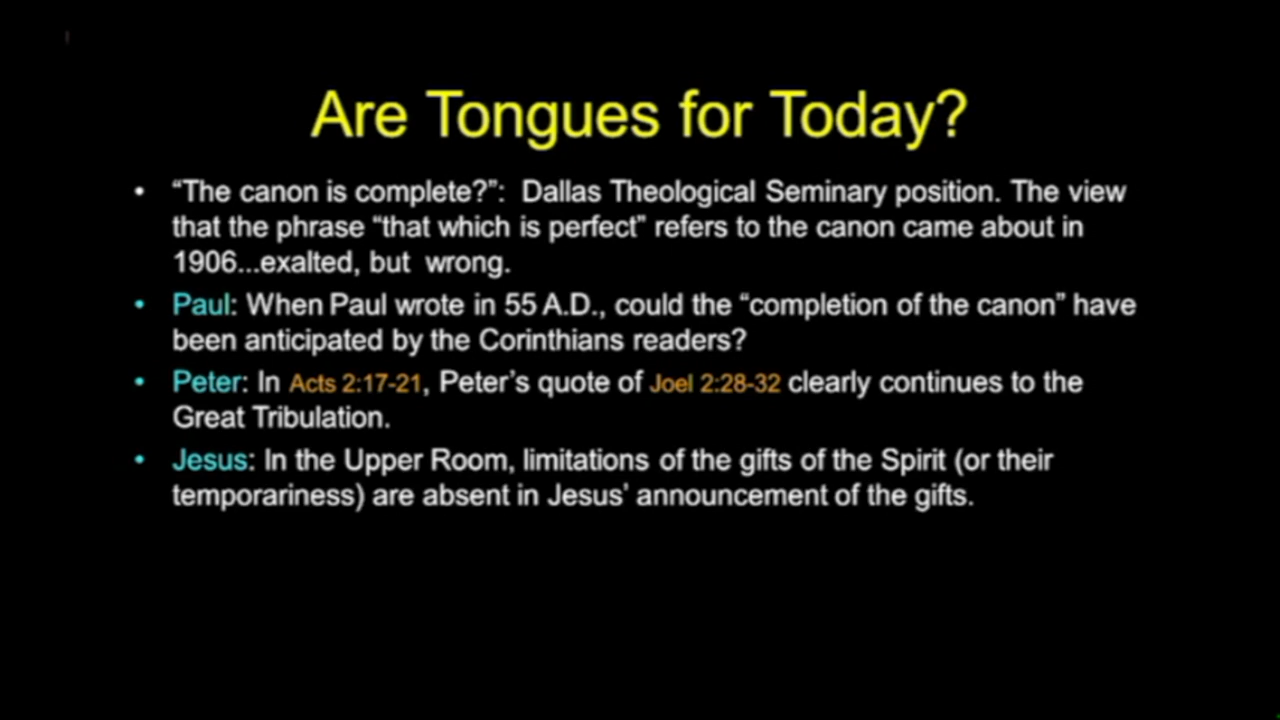 Are Tongues for Today?
• “The canon is complete?”: Dallas Theological Seminary position. The view
that the phrase “that which is perfect” refers to the canon came about in
1906...exalted, but wrong.
• Paul: When Paul wrote in 55 A.D., could the “completion of the canon” have
been anticipated by the Corinthians readers?
• Peter: In Acts 2:17-21, Peter’s quote of Joel 2:28-32 clearly continues to the
Great Tribulation.
• Jesus: In the Upper Room, limitations of the gifts of the Spirit (or their
temporariness) are absent in Jesus’ announcement of the gifts.